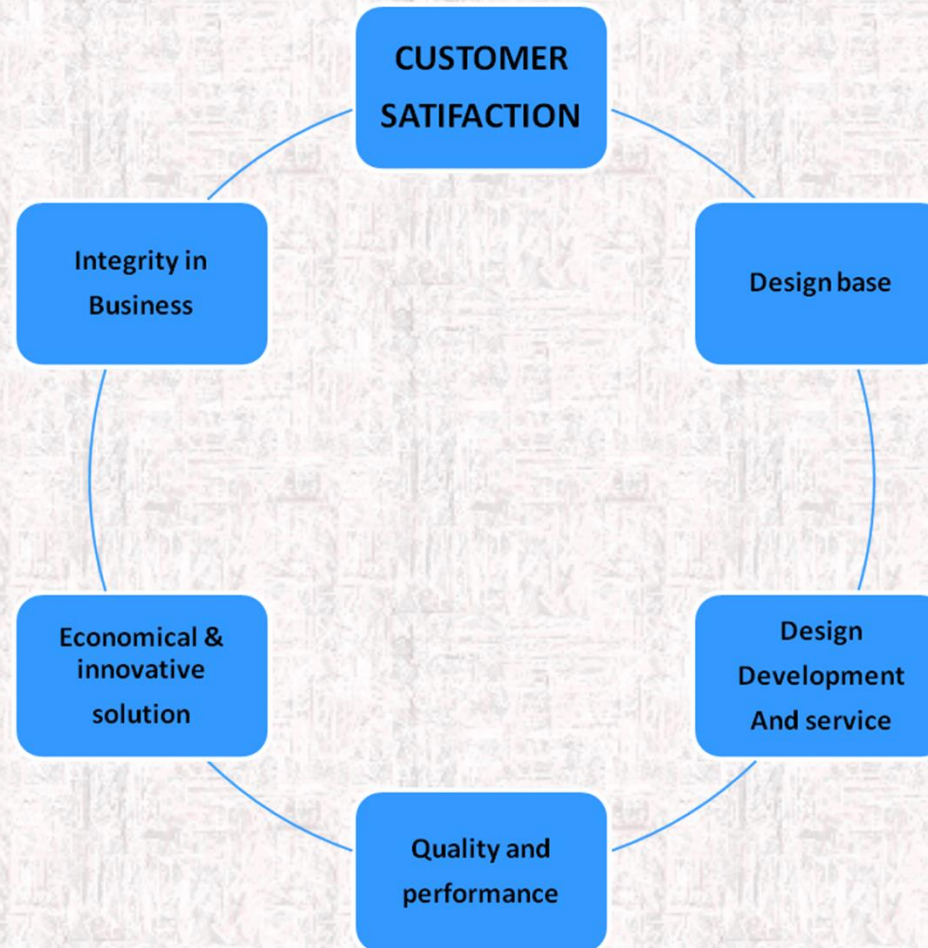 CUSTOMER
SATIFACTION
Design base
Design
Development
And service
Quality and
performance
Economical &
innovative
solution
Integrity in
Business